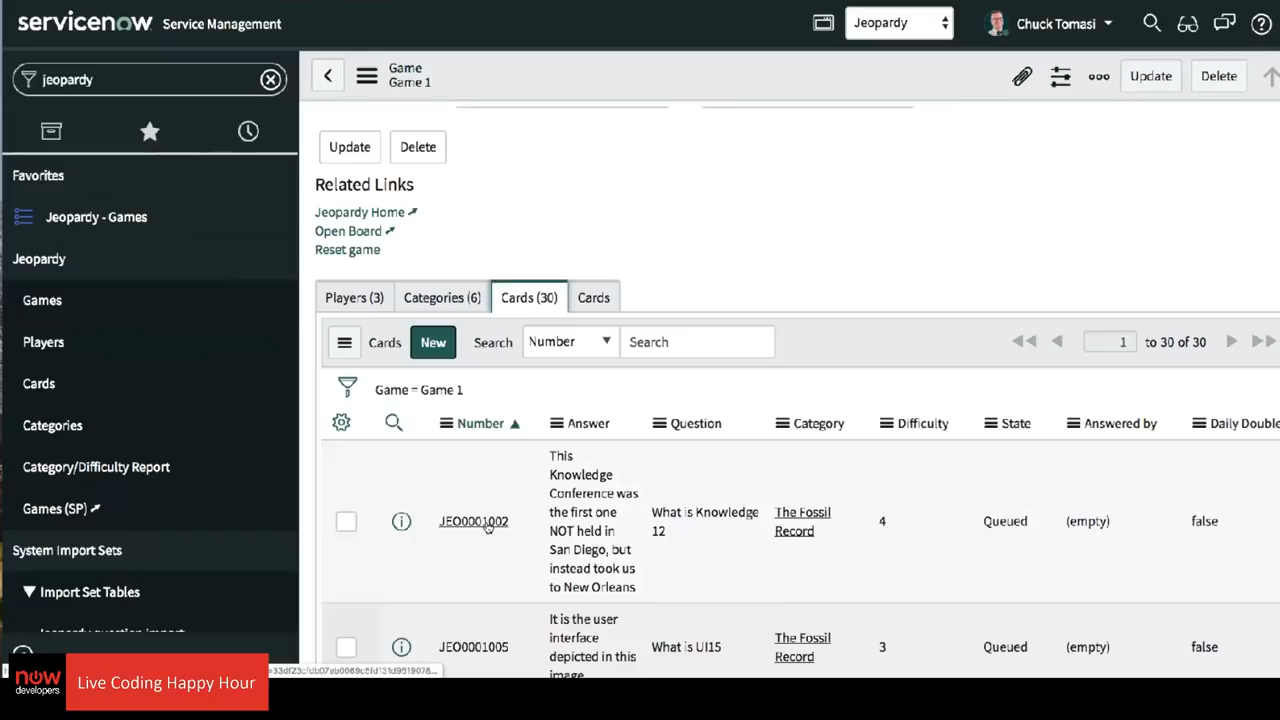 servicenow Service Management
Jeopardy
Chuck Tomasi
jeopardy
Favorites
Jeopardy - Games
Jeopardy
Games
Players
Cards
Categories
Category/Difficulty Report
Games (SP)
System Import Sets
Import Set Tables
Jeopardy question import
now
developers
Live Coding Happy Hour
Game
Game 1
Update
Delete
Update
Delete
Related Links
Jeopardy Home
Open Board
Reset game
Players (3)
Categories (6)
Cards (30)
Cards
Cards
New
Search
Number
Search
1 to 30 of 30
Game = Game 1
Number
Answer
Question
Category
Difficulty
State
Answered by
Daily Double
JEO0001002
This
Knowledge
Conference was
the first one
NOT held in
San Diego, but
instead took us
to New Orleans
What is Knowledge
12
The Fossil
Record
4
Queued
(empty)
false
JEO0001005
It is the user
interface
depicted in this
image
What is UI15
The Fossil
Record
3
Queued
(empty)
false